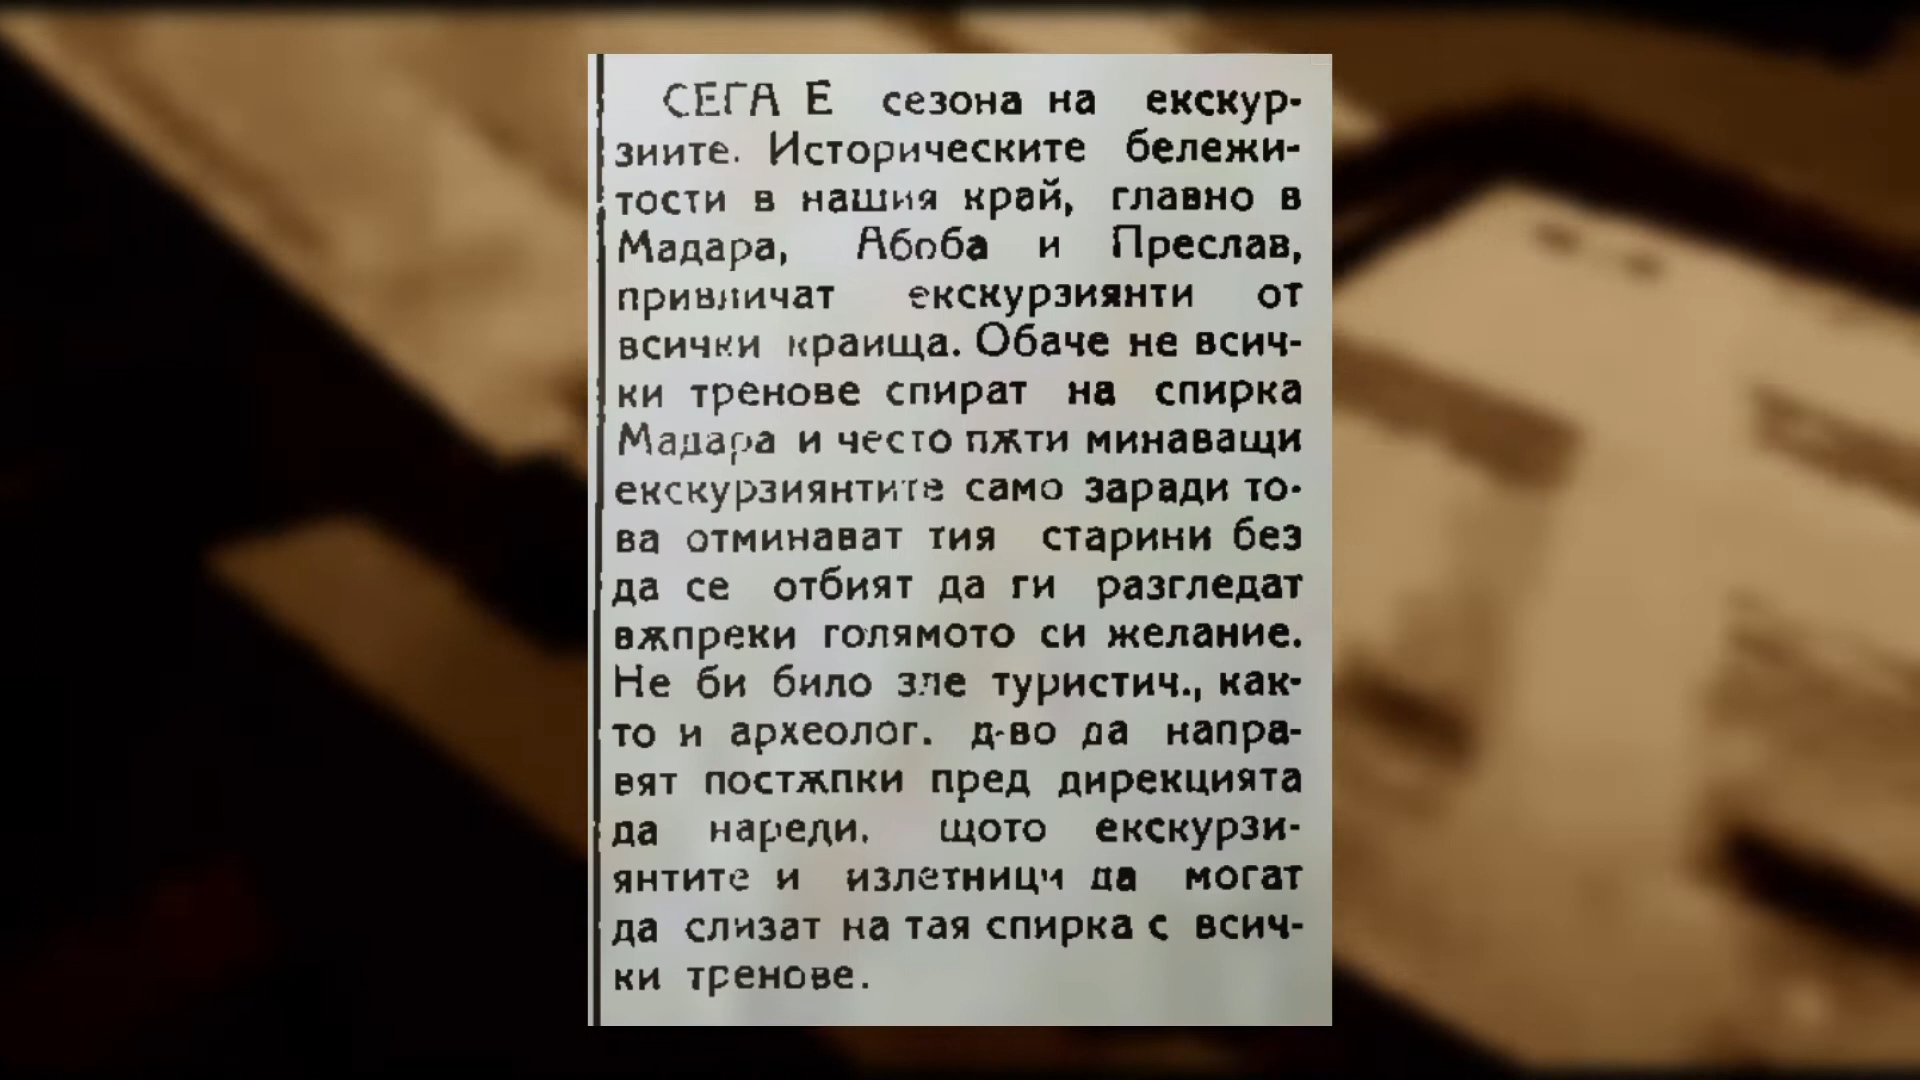 СЕГА Е сезона на екскур-
зиите. Историческите бележи-
тости в нашия край, главно в
Мадара, Абоба и Преслав,
привличат екскурзиянти от
всички краища. Обаче не всич-
ки тренове спират на спирка
Мадара и често пѫти минаващи
екскурзиянтите само заради то-
ва отминават тия старини без
да се отбият да ги разгледат
вѫпреки голямото си желание.
Не би било зле туристич., как-
то и археолог. д-во да напра-
вят постѫпки пред дирекцията
да нареди, щото екскурзи-
янтите и излетници да могат
да слизат на тая спирка с всич-
ки тренове.